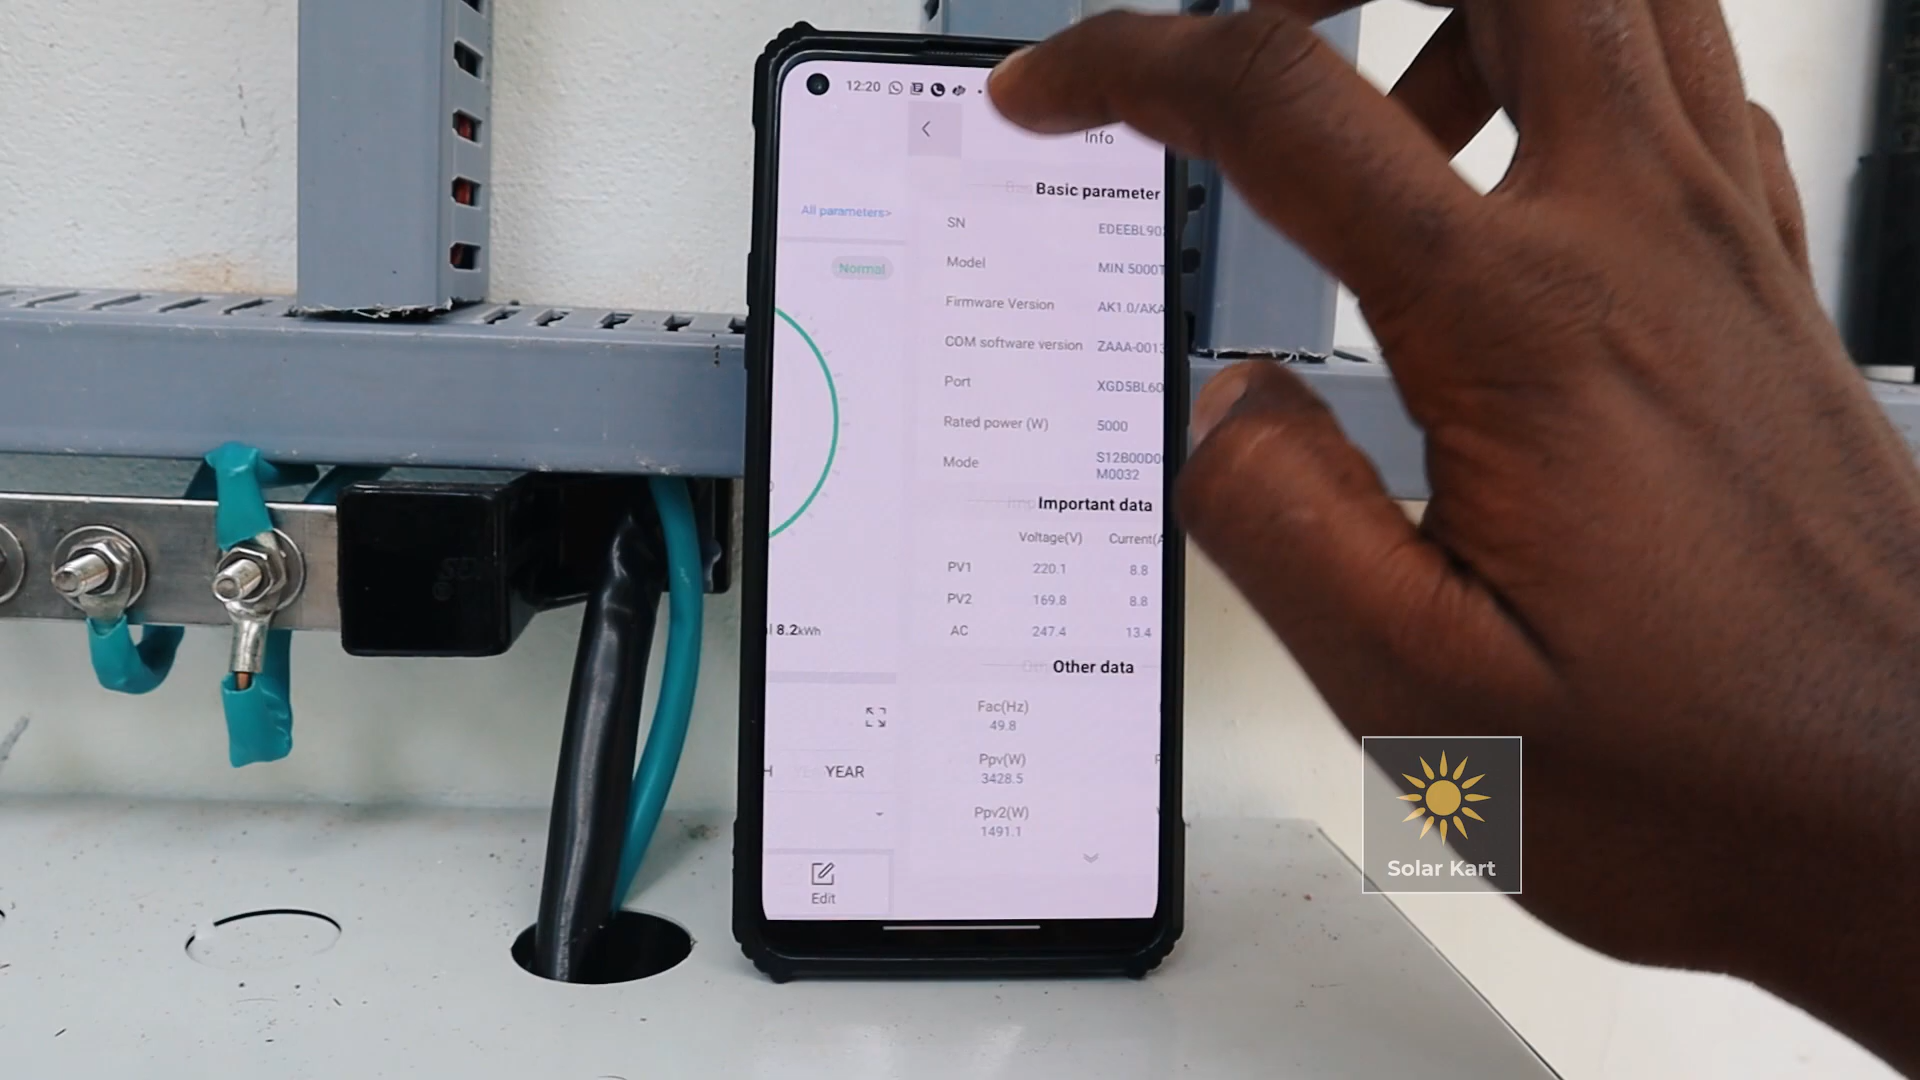 12:20
Info
All parameters>
Normal
8.2kWh
YEAR
Edit
Basic parameter
SN EDEEBL90
Model MIN 5000T
Firmware Version AK1.0/AKA
COM software version ZAAA-0013
Port XGD5BL60
Rated power (W) 5000
Mode S12B00D0
M0032
Important data
Voltage(V) Current(A
PV1 220.1 8.8
PV2 169.8 8.8
AC 247.4 13.4
Other data
Fac(Hz)
49.8
Ppv(W)
3428.5
Ppv2(W)
1491.1
Solar Kart